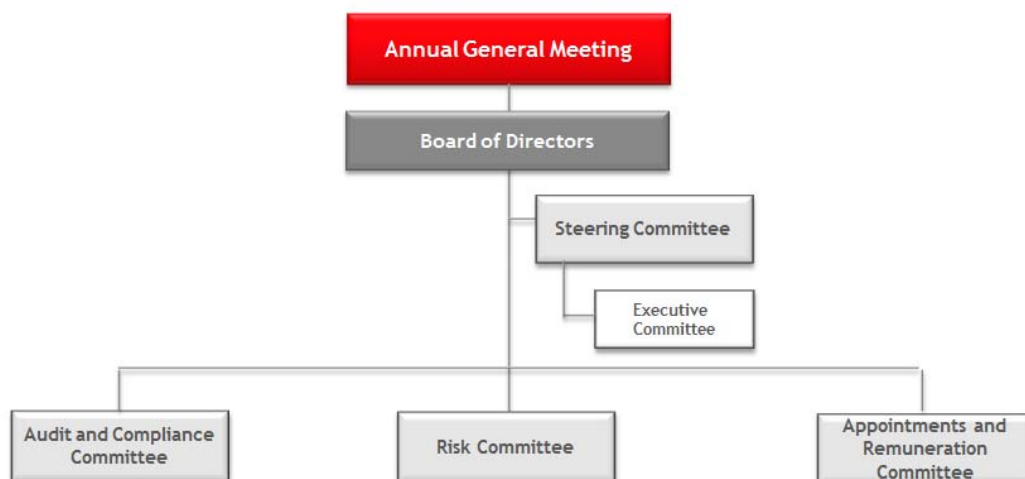 Annual General Meeting
Board of Directors
Steering Committee
Executive
Committee
Audit and Compliance
Committee
Risk Committee
Appointments and
Remuneration
Committee